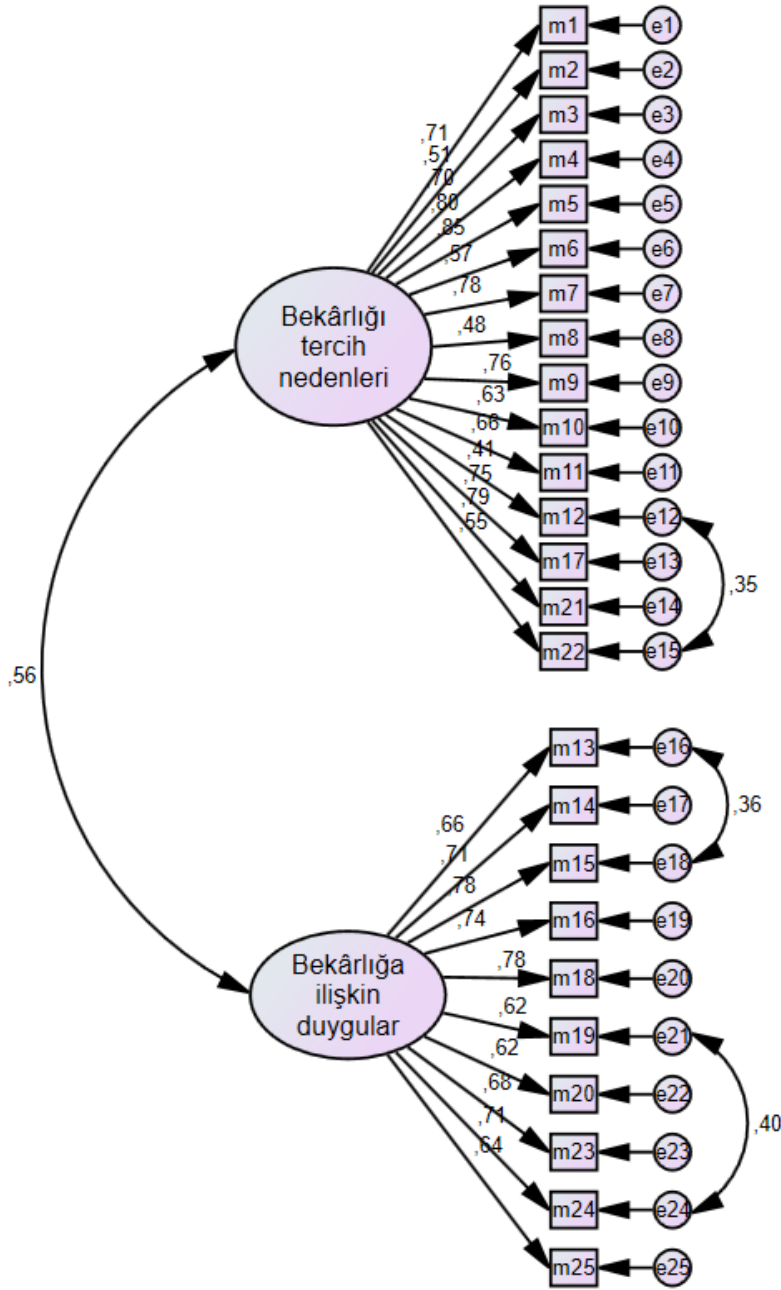 m1 e1
m2 e2
m3 e3
m4 e4
m5 e5
m6 e6
m7 e7
m8 e8
m9 e9
m10 e10
m11 e11
m12 e12
m17 e13
m21 e14
m22 e15
,71
,51
,70
,80
,85
,57
,78
,48
,76
,63
,66
,41
,75
,79
,55
Bekârlığı
tercih
nedenleri
,35
,56
m13 e16
m14 e17
m15 e18
m16 e19
m18 e20
m19 e21
m20 e22
m23 e23
m24 e24
m25 e25
,66
,71
,78
,74
,78
,62
,62
,68
,71
,64
Bekârlığa
ilişkin
duygular
,36
,40